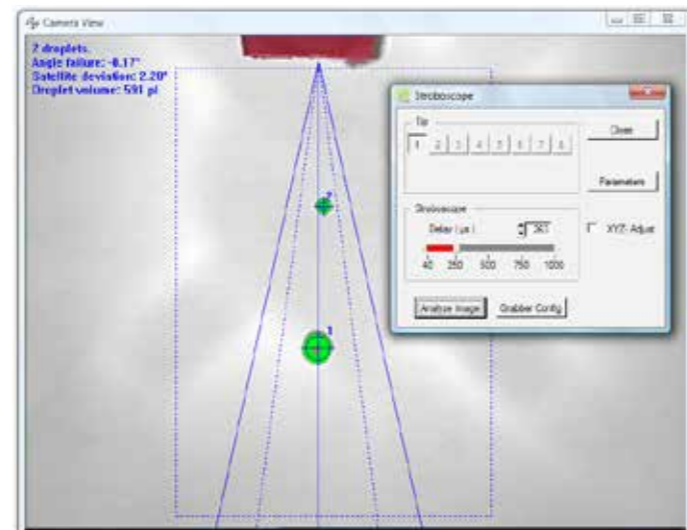 Camera View
2 droplets.
Angle failure: -0.17°
Satellite deviation: 2.20°
Droplet volume: 591 pl
2
1
Stroboscope
Tip
1 2 3 4 5 6 7 8
Close
Parameters
Stroboscope
Delay (µs)
XYZ- Adjust
40 250 500 750 1000
Analyze Image
Grabber Config